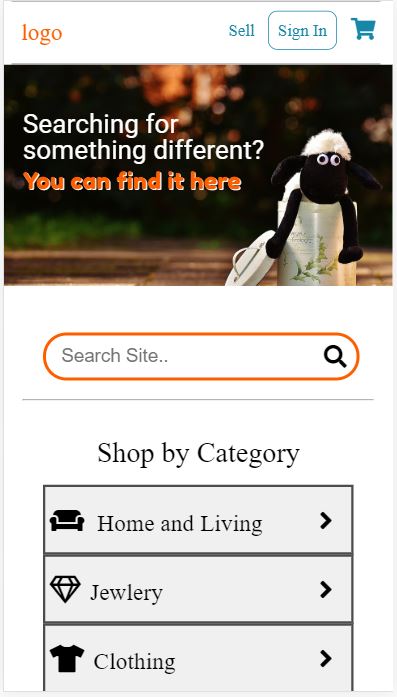 logo
Sell
Sign In
Searching for
something different?
You can find it here
Search Site..
Shop by Category
Home and Living
Jewlery
Clothing